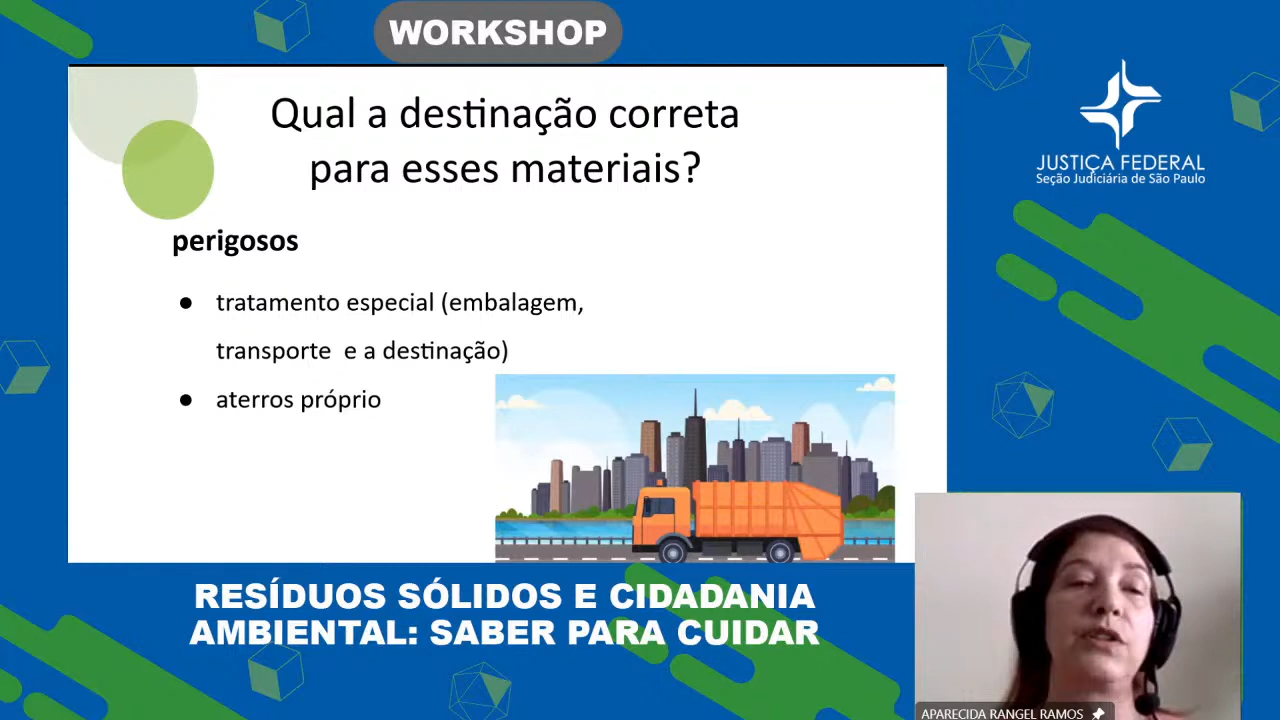 WORKSHOP
Qual a destinação correta
para esses materiais?
perigosos
● tratamento especial (embalagem,
transporte e a destinação)
● aterros próprio
JUSTIÇA FEDERAL
Seção Judiciária de São Paulo
RESÍDUOS SÓLIDOS E CIDADANIA
AMBIENTAL: SABER PARA CUIDAR
APARECIDA RANGEL RAMOS